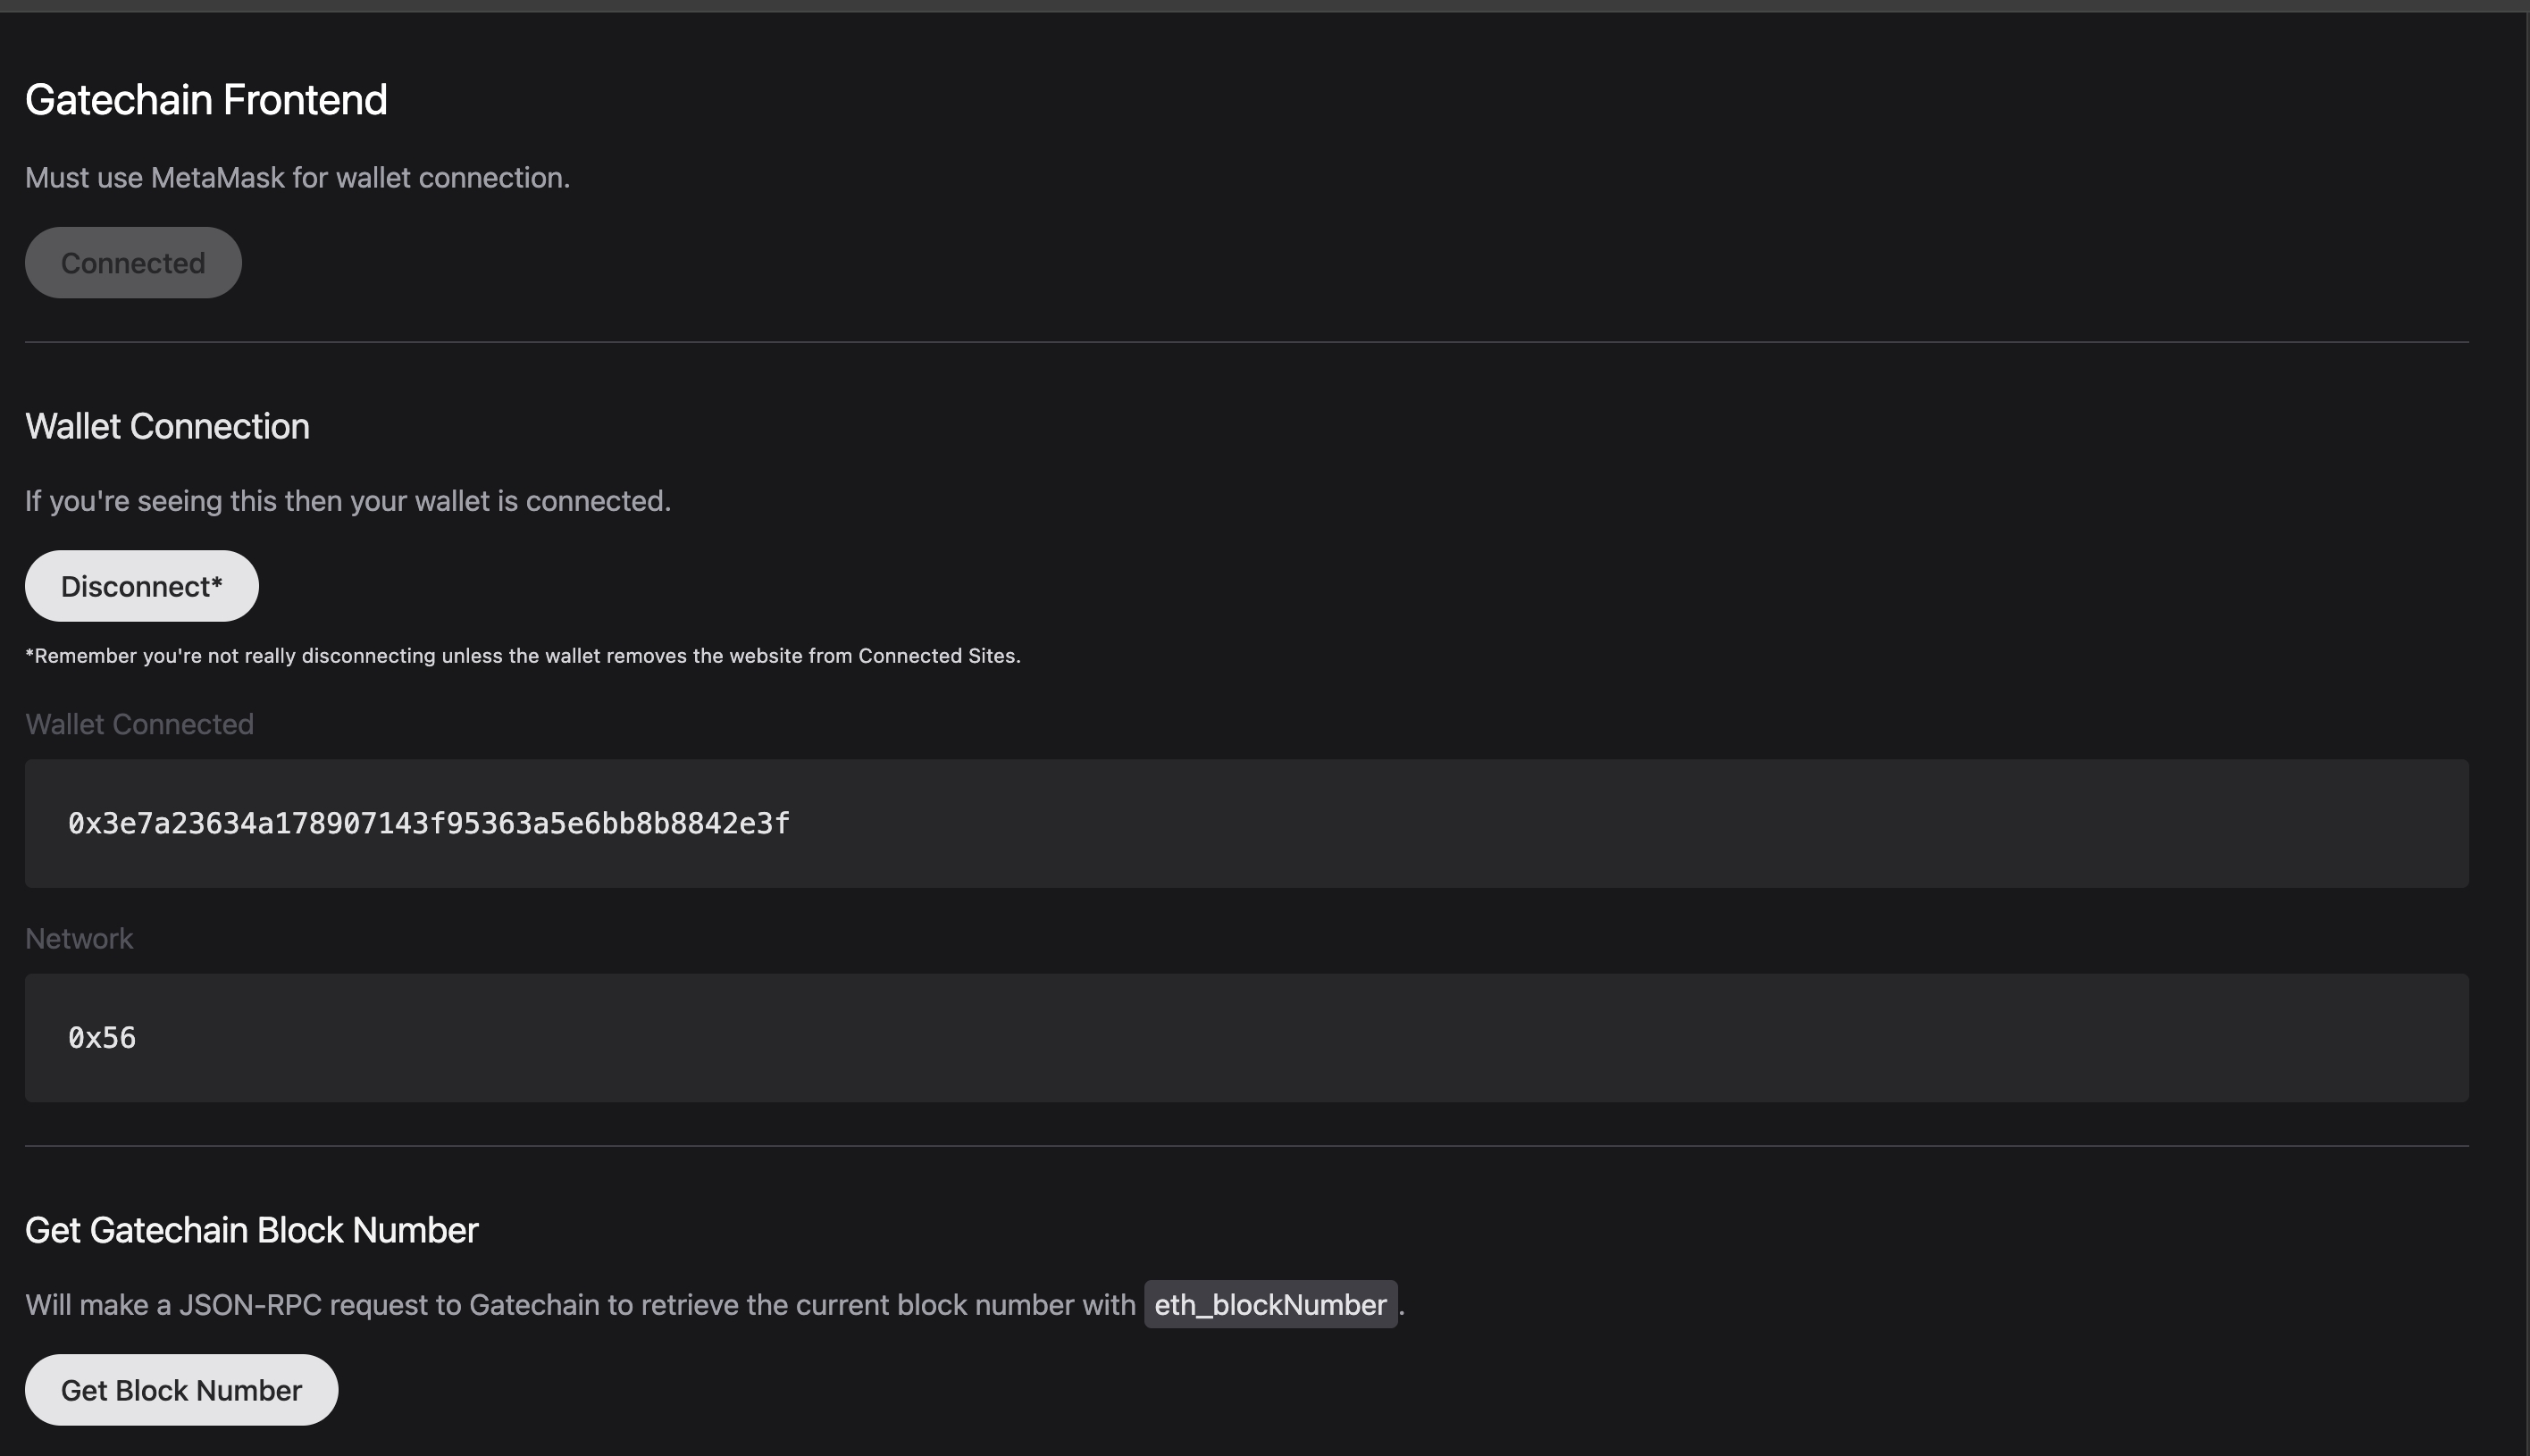 Gatechain Frontend
Must use MetaMask for wallet connection.
Connected
Wallet Connection
If you're seeing this then your wallet is connected.
Disconnect*
*Remember you're not really disconnecting unless the wallet removes the website from Connected Sites.
Wallet Connected
0x3e7a23634a178907143f95363a5e6bb8b8842e3f
Network
0x56
Get Gatechain Block Number
Will make a JSON-RPC request to Gatechain to retrieve the current block number with eth_blockNumber.
Get Block Number